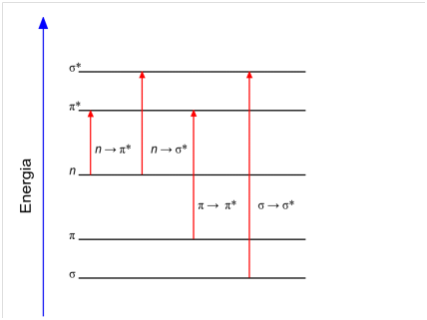 σ*
π*
n → π*
n → σ*
n
π → π*
σ → σ*
π
σ
Energia